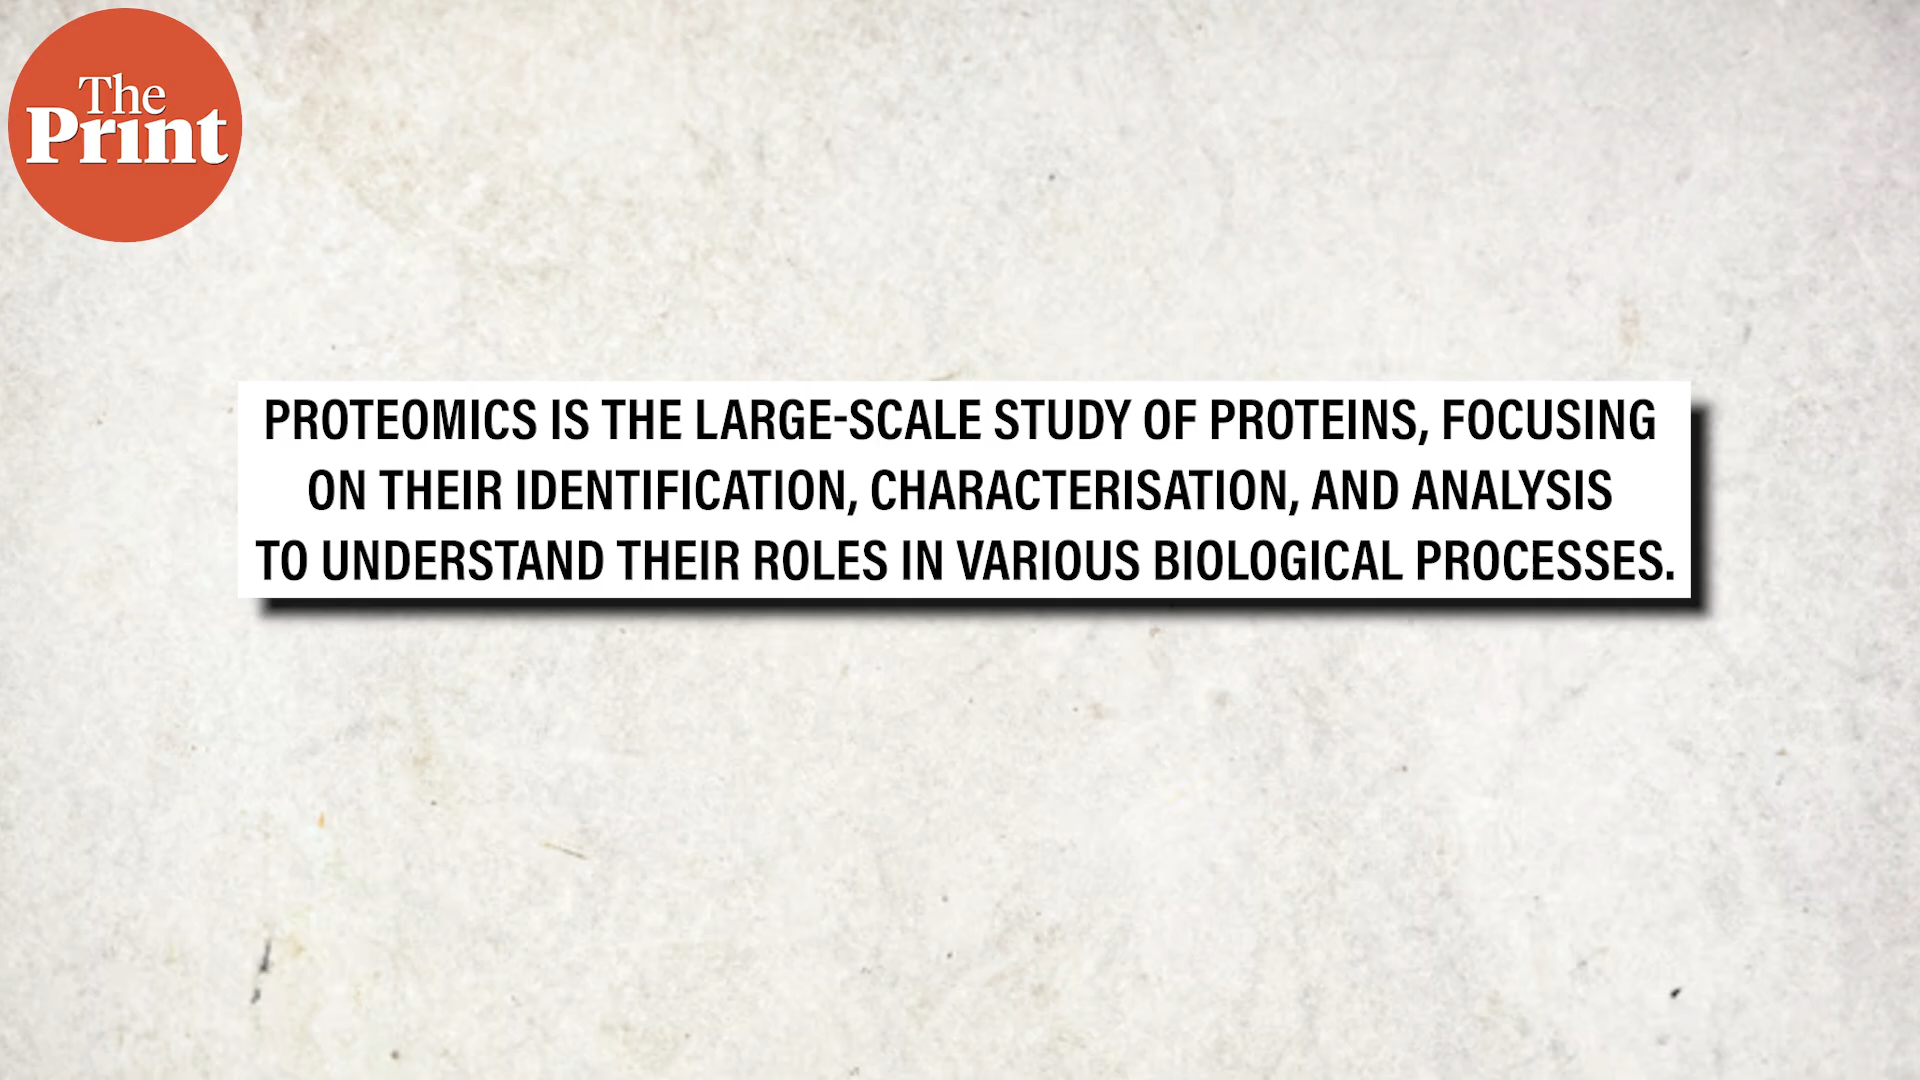 The
Print
PROTEOMICS IS THE LARGE-SCALE STUDY OF PROTEINS, FOCUSING
ON THEIR IDENTIFICATION, CHARACTERISATION, AND ANALYSIS
TO UNDERSTAND THEIR ROLES IN VARIOUS BIOLOGICAL PROCESSES.